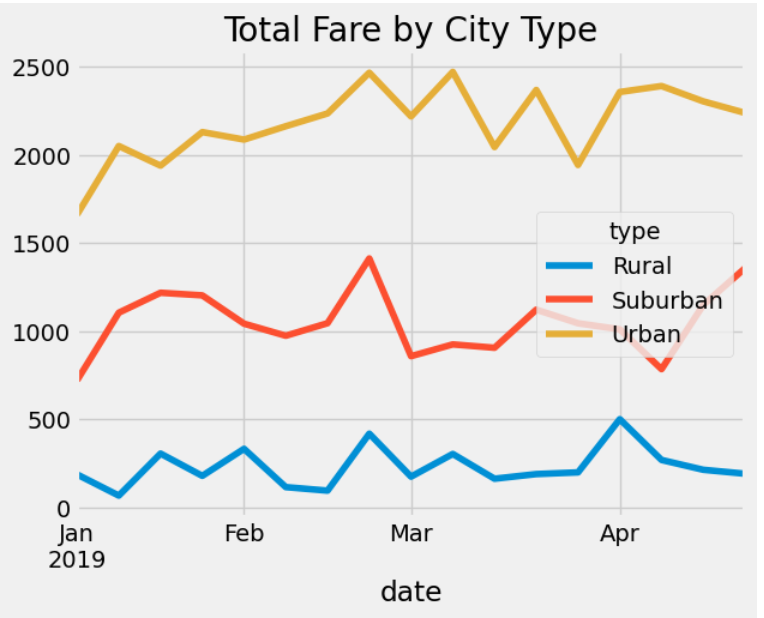 Total Fare by City Type
2500
2000
1500
1000
500
0
type
Rural
Suburban
Urban
Jan
2019
Feb
Mar
Apr
date